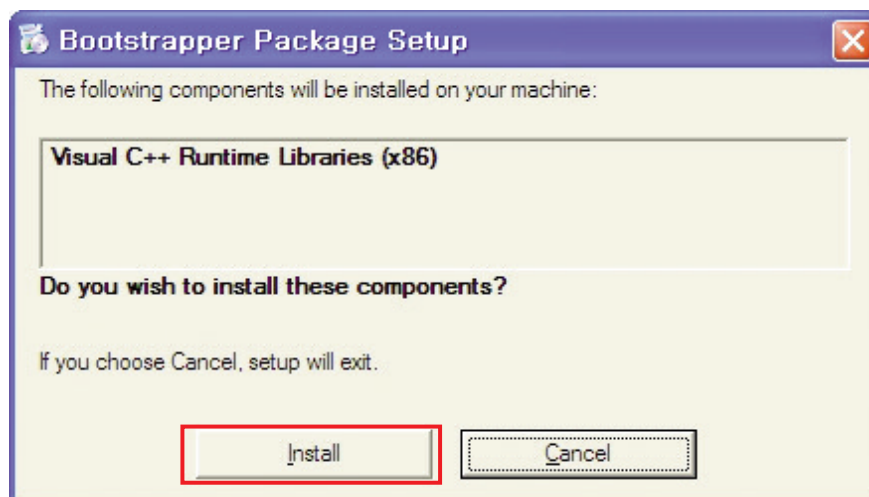 Bootstrapper Package Setup
The following components will be installed on your machine:
Visual C++ Runtime Libraries (x86)
Do you wish to install these components?
If you choose Cancel, setup will exit.
Install
Cancel